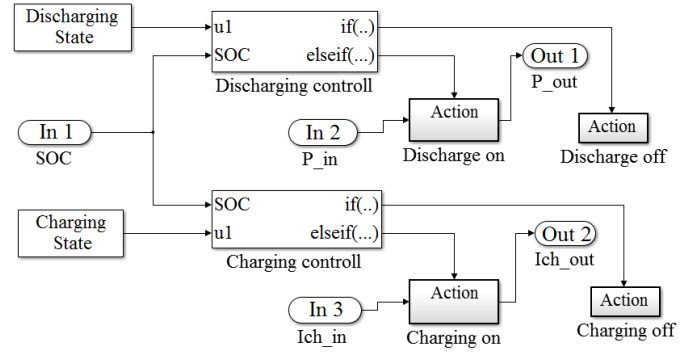 Discharging
State
u1
if(..)
SOC
elseif(...)
Discharging controll
Out 1
P_out
Action
Discharge on
In 1
SOC
In 2
P_in
Action
Discharge off
SOC
if(..)
u1
elseif(...)
Charging controll
Charging
State
Out 2
Ich_out
Action
Charging on
In 3
Ich_in
Action
Charging off